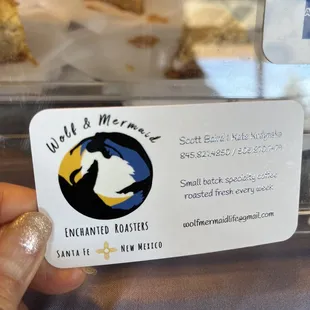 Wolf & Mermaid
Enchanted Roasters
Santa Fe New Mexico
Scott Baird | Kate
Small batch specialty coffee
roasted fresh every week
wolfmermaidlife@gmail.com